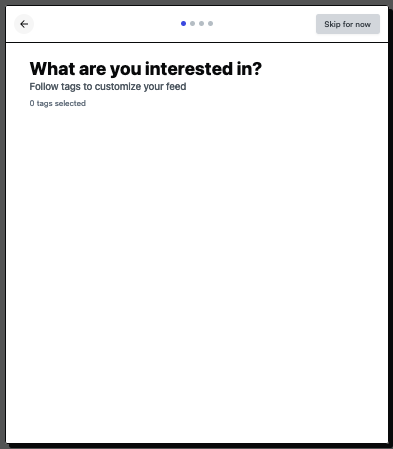 Skip for now
What are you interested in?
Follow tags to customize your feed
0 tags selected